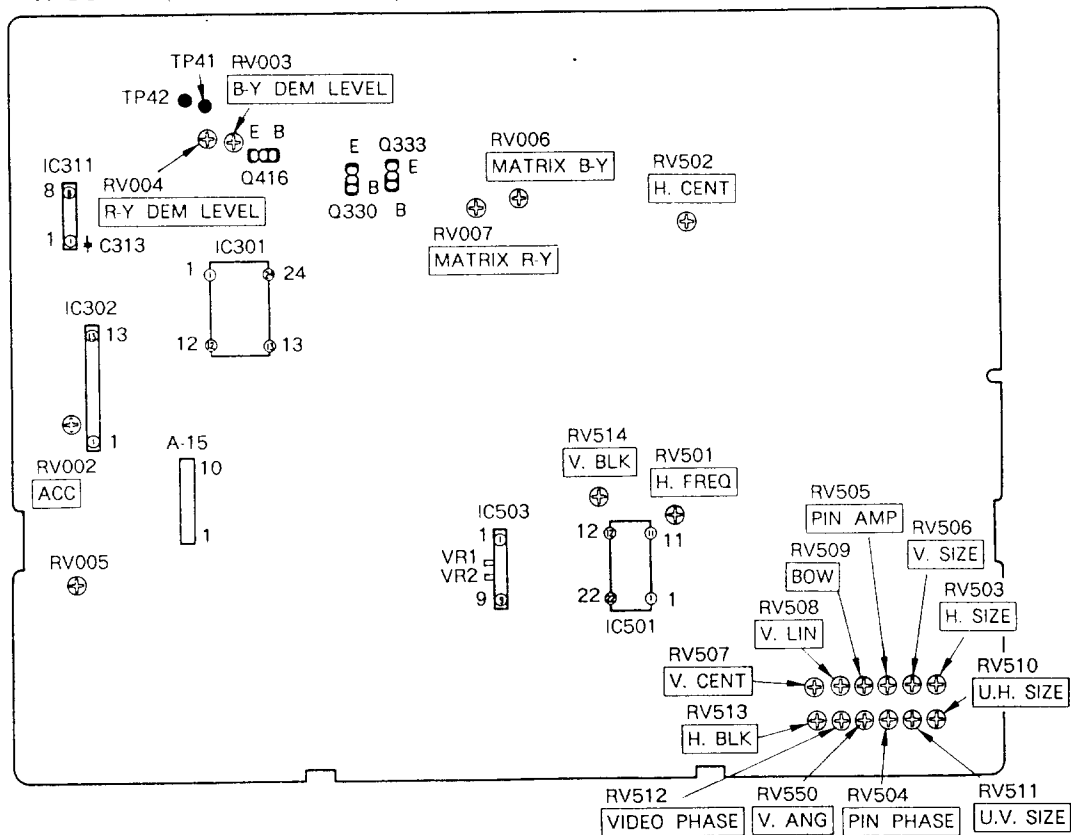 TP41
RV003
B-Y DEM LEVEL
TP42
E B
Q416
IC311
8
1
C313
RV004
R-Y DEM LEVEL
E
B
Q330
Q333
E
B
RV006
MATRIX B-Y
RV007
MATRIX R-Y
RV502
H. CENT
IC301
1
24
12
13
IC302
13
1
RV002
ACC
A-15
10
1
RV005
IC503
1
VR1
VR2
9
RV514
V. BLK
RV501
H. FREQ
12
11
22
1
IC501
RV505
PIN AMP
RV506
V. SIZE
RV509
BOW
RV503
H. SIZE
RV508
V. LIN
RV507
V. CENT
RV510
U.H. SIZE
RV513
H. BLK
RV512
VIDEO PHASE
RV550
V. ANG
RV504
PIN PHASE
RV511
U.V. SIZE